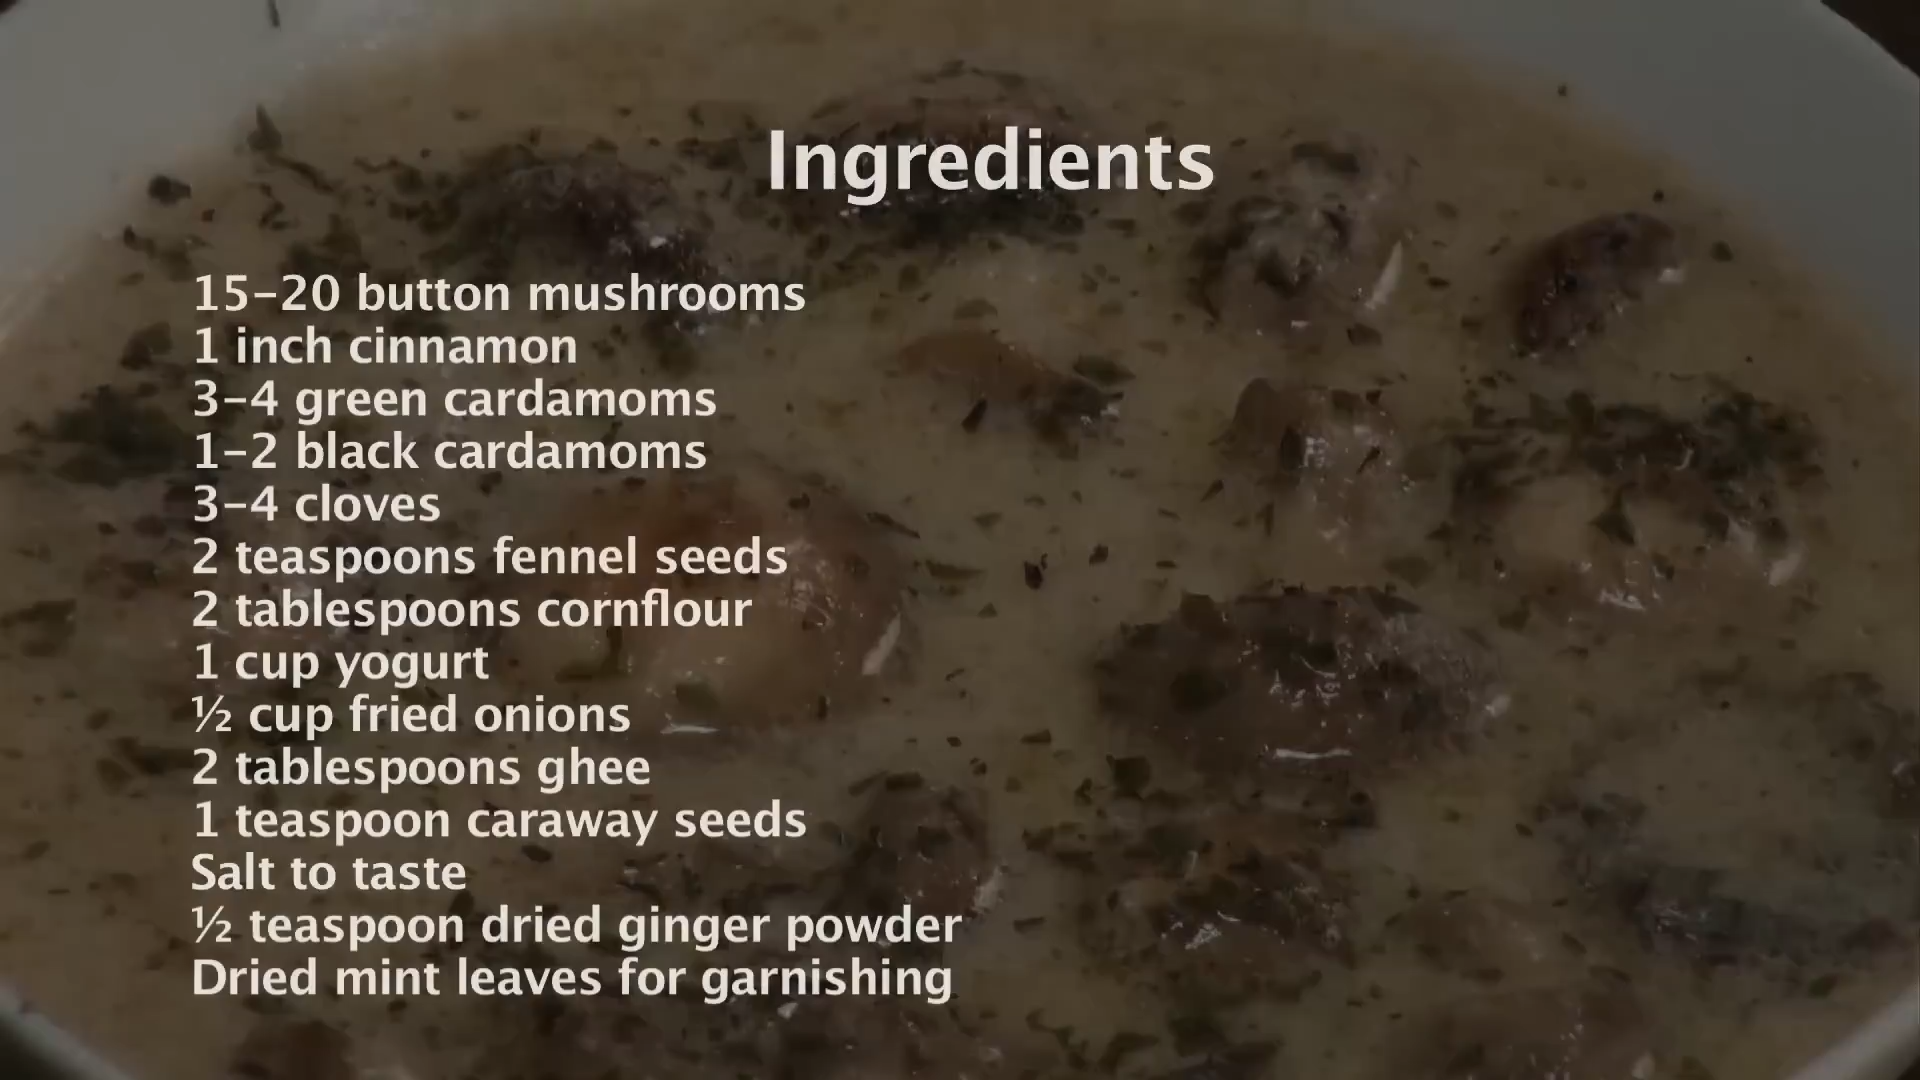 Ingredients
15-20 button mushrooms
1 inch cinnamon
3-4 green cardamoms
1-2 black cardamoms
3-4 cloves
2 teaspoons fennel seeds
2 tablespoons cornflour
1 cup yogurt
½ cup fried onions
2 tablespoons ghee
1 teaspoon caraway seeds
Salt to taste
½ teaspoon dried ginger powder
Dried mint leaves for garnishing